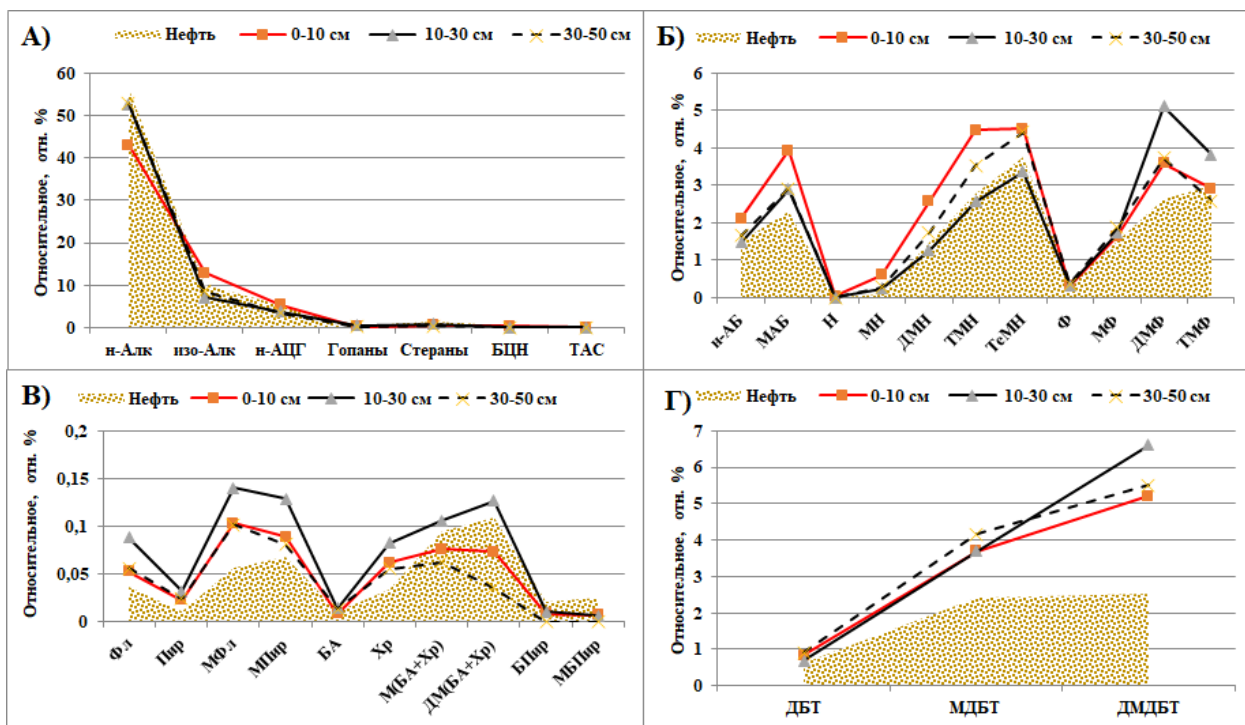 А)
Нефть 0-10 см 10-30 см 30-50 см
Относительное, отн. %
60
50
40
30
20
10
0
н-Алк изо-Алк н-АЦГ Гопаны Стераны БЦН ТАС
Б)
Нефть 0-10 см 10-30 см 30-50 см
Относительное, отн. %
6
5
4
3
2
1
0
н-АБ МАБ Н МН ДМН ТМН ТеМН Ф МФ ДМФ ТМФ
В)
Нефть 0-10 см 10-30 см 30-50 см
Относительное, отн. %
0,2
0,15
0,1
0,05
0
Фл Пир МФл МПир БА Хр М(БА+Хр) ДМ(БА+Хр) БПир МБПир
Г)
Нефть 0-10 см 10-30 см 30-50 см
Относительное, отн. %
7
6
5
4
3
2
1
0
ДБТ МДБТ ДМДБТ